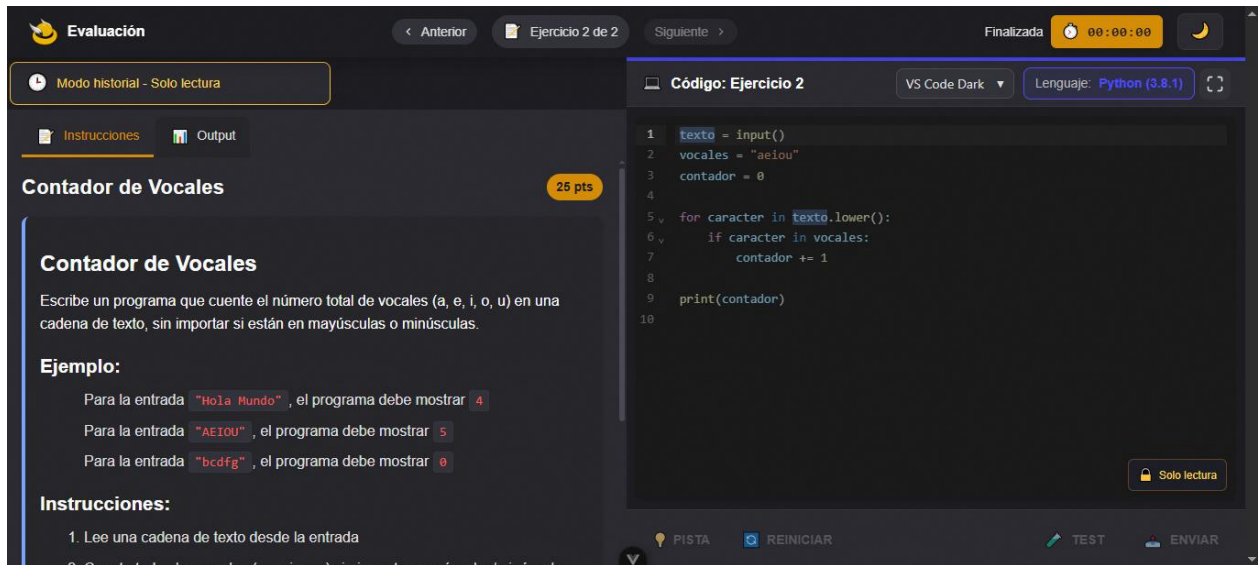 Evaluación
‹ Anterior
Ejercicio 2 de 2
Siguiente ›
Finalizada
00:00:00
Modo historial - Solo lectura
Instrucciones
Output
Contador de Vocales
25 pts
Contador de Vocales
Escribe un programa que cuente el número total de vocales (a, e, i, o, u) en una
cadena de texto, sin importar si están en mayúsculas o minúsculas.
Ejemplo:
Para la entrada "Hola Mundo" , el programa debe mostrar 4
Para la entrada "AEIOU" , el programa debe mostrar 5
Para la entrada "bcdfg" , el programa debe mostrar 0
Instrucciones:
1. Lee una cadena de texto desde la entrada
Código: Ejercicio 2
VS Code Dark ▼
Lenguaje: Python (3.8.1)
1 texto = input()
2 vocales = "aeiou"
3 contador = 0
4
5 for caracter in texto.lower():
6 if caracter in vocales:
7 contador += 1
8
9 print(contador)
10
Solo lectura
PISTA
REINICIAR
TEST
ENVIAR